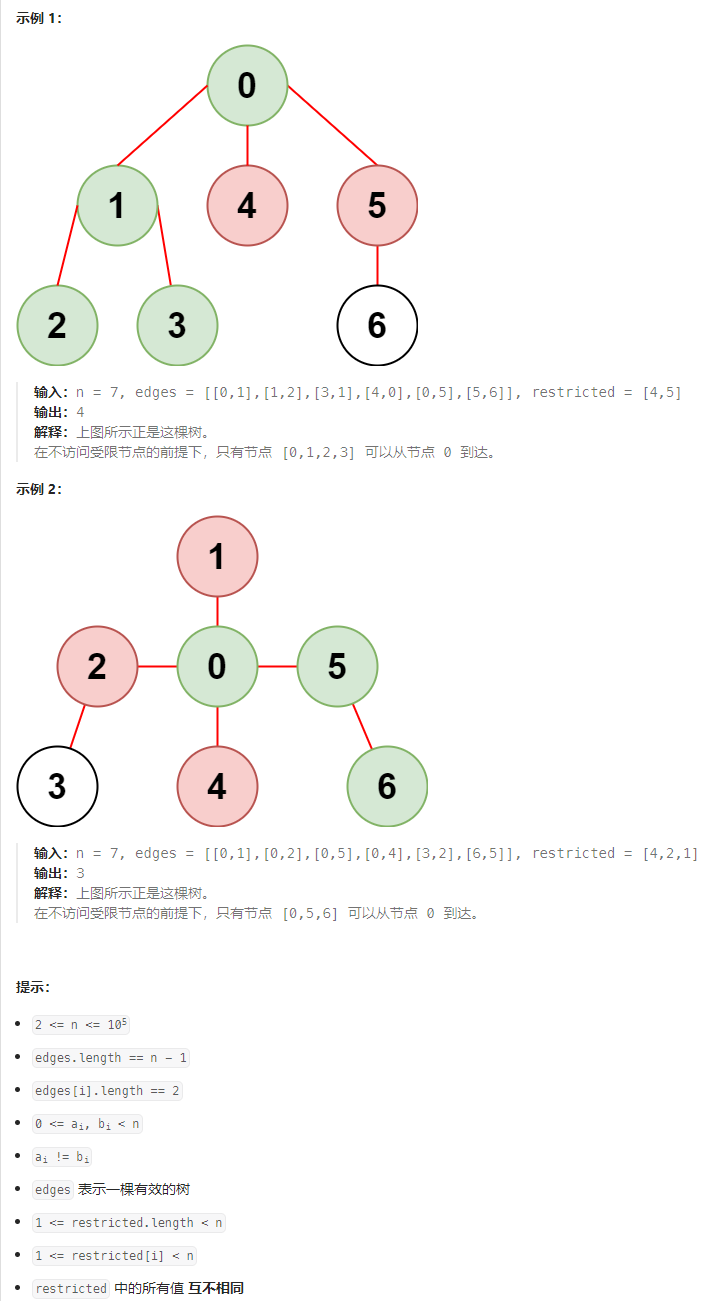 示例 1：
0
1
4
5
2
3
6
输入：n = 7, edges = [[0,1],[1,2],[3,1],[4,0],[0,5],[5,6]], restricted = [4,5]
输出：4
解释：上图所示正是这棵树。
在不访问受限节点的前提下，只有节点 [0,1,2,3] 可以从节点 0 到达。
示例 2：
1
2
0
5
3
4
6
输入：n = 7, edges = [[0,1],[0,2],[0,5],[0,4],[3,2],[6,5]], restricted = [4,2,1]
输出：3
解释：上图所示正是这棵树。
在不访问受限节点的前提下，只有节点 [0,5,6] 可以从节点 0 到达。
提示：
2 <= n <= 10⁵
edges.length == n - 1
edges[i].length == 2
0 <= aᵢ, bᵢ < n
aᵢ != bᵢ
edges 表示一棵有效的树
1 <= restricted.length < n
1 <= restricted[i] < n
restricted 中的所有值 互不相同